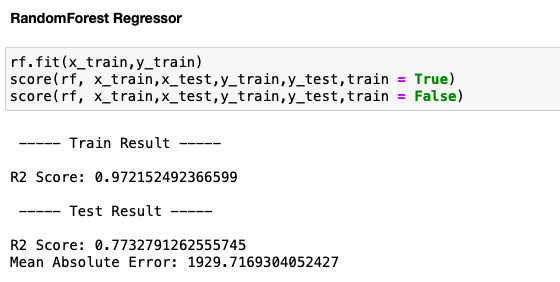 RandomForest Regressor
rf.fit(x_train,y_train)
score(rf, x_train,x_test,y_train,y_test,train = True)
score(rf, x_train,x_test,y_train,y_test,train = False)
----- Train Result -----
R2 Score: 0.972152492366599
----- Test Result -----
R2 Score: 0.7732791262555745
Mean Absolute Error: 1929.7169304052427